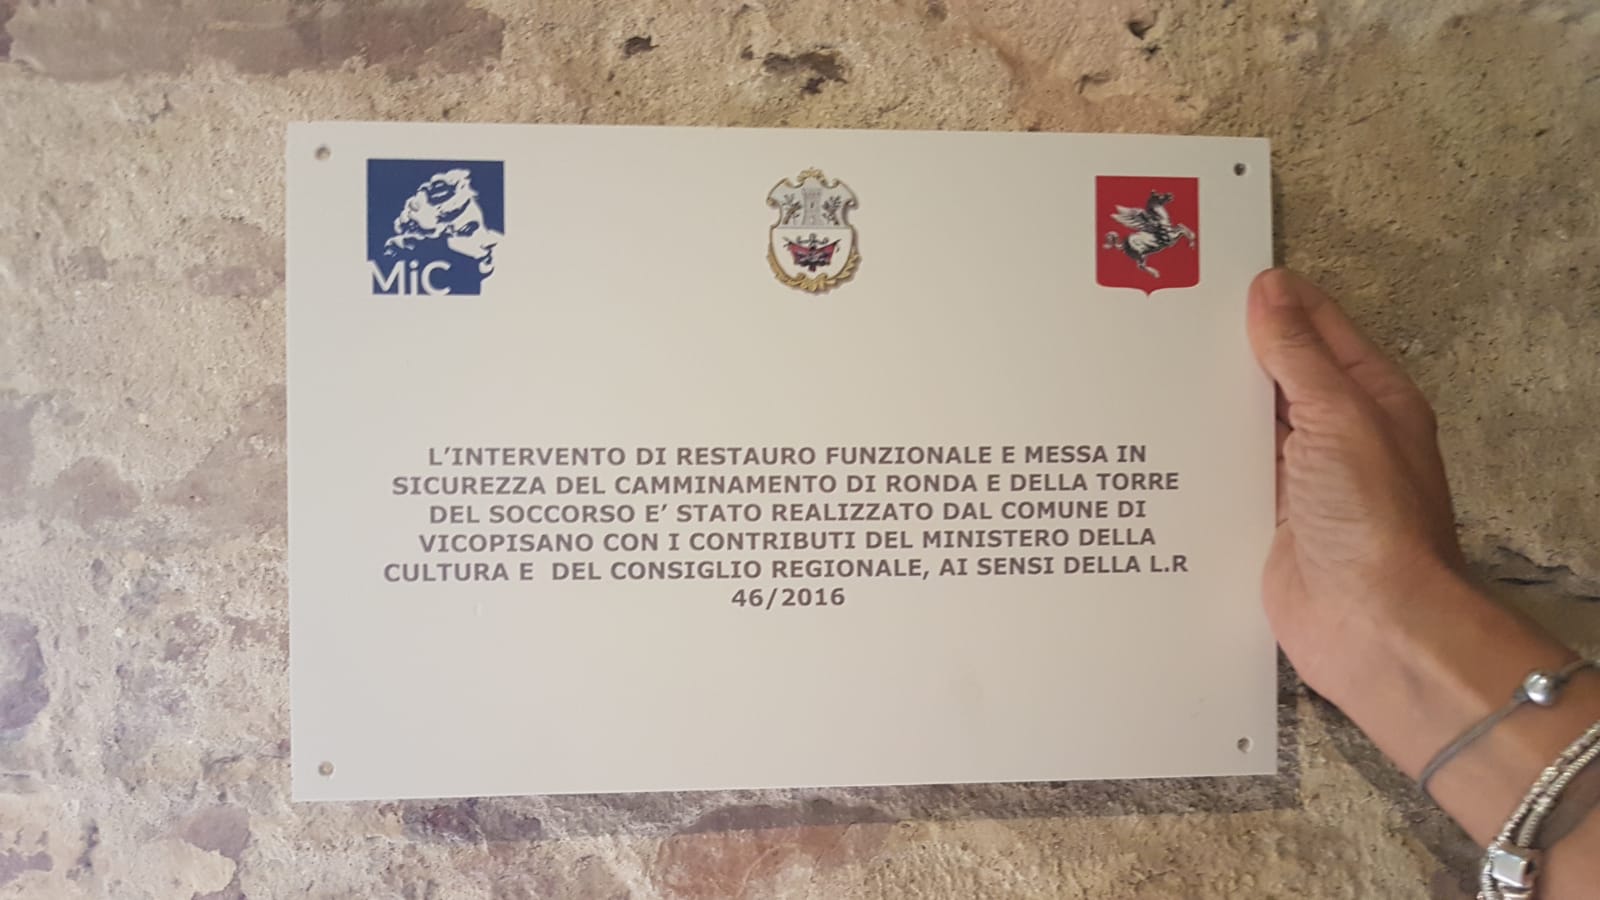 MiC
L'INTERVENTO DI RESTAURO FUNZIONALE E MESSA IN
SICUREZZA DEL CAMMINAMENTO DI RONDA E DELLA TORRE
DEL SOCCORSO E' STATO REALIZZATO DAL COMUNE DI
VICOPISANO CON I CONTRIBUTI DEL MINISTERO DELLA
CULTURA E  DEL CONSIGLIO REGIONALE, AI SENSI DELLA L.R
46/2016